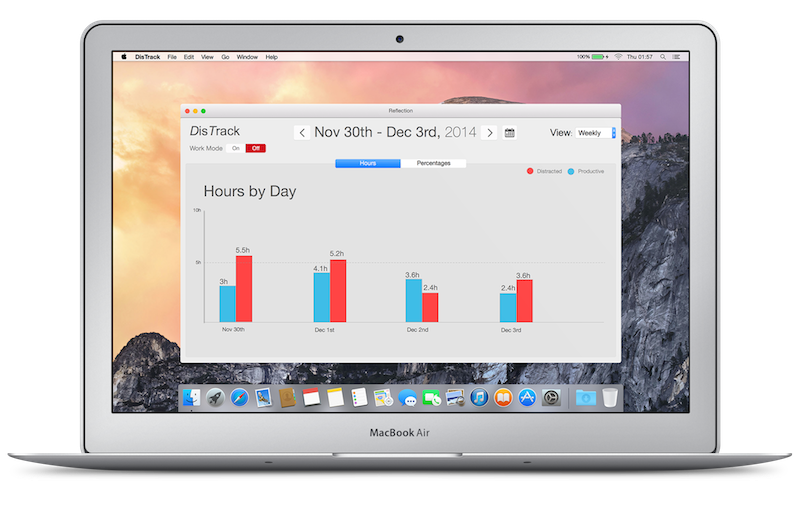 DisTrack File Edit View Go Window Help 100% Thu 01:57
Reflection
DisTrack
Nov 30th - Dec 3rd, 2014
View: Weekly
Work Mode On Off
Hours Percentages
Distracted Productive
Hours by Day
10h
5.5h
5.2h
4.1h
3.6h
3.6h
3h
2.4h
2.4h
Nov 30th Dec 1st Dec 2nd Dec 3rd
MacBook Air